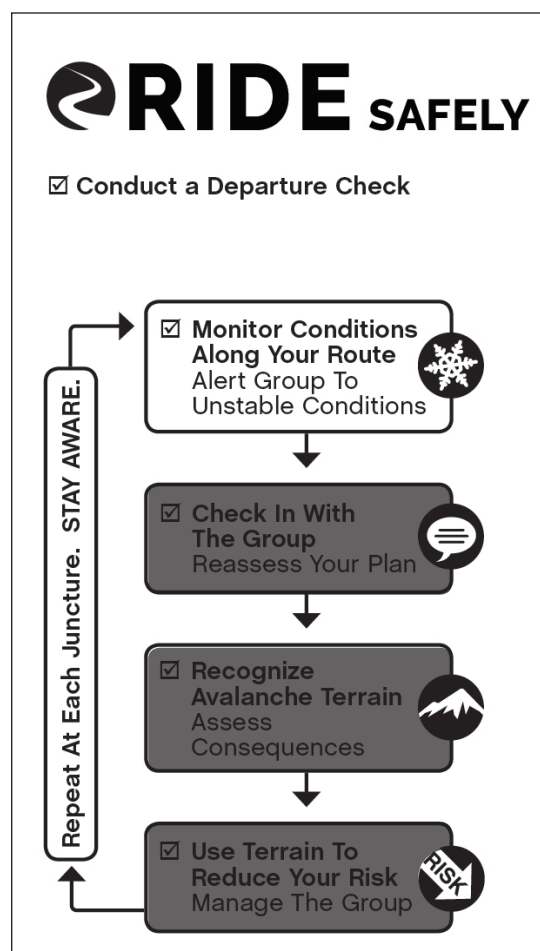 RIDE SAFELY
☑ Conduct a Departure Check
☑ Monitor Conditions
Along Your Route
Alert Group To
Unstable Conditions
☑ Check In With
The Group
Reassess Your Plan
☑ Recognize
Avalanche Terrain
Assess
Consequences
☑ Use Terrain To
Reduce Your Risk
Manage The Group
RISK
Repeat At Each Juncture. STAY AWARE.